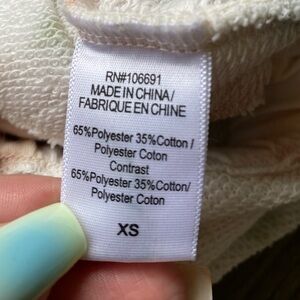 RN#106691
MADE IN CHINA/
FABRIQUE EN CHINE
65%Polyester 35%Cotton /
Polyester Coton
Contrast
65%Polyester 35%Cotton/
Polyester Coton
XS